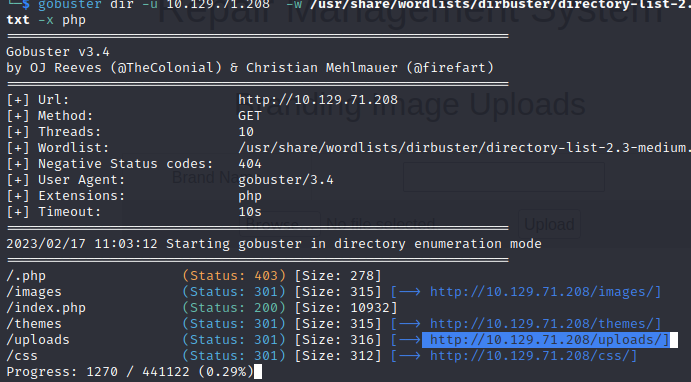 Repair Management System
└─$ gobuster dir -u 10.129.71.208 -w /usr/share/wordlists/dirbuster/directory-list-2.
txt -x php
===============================================================
Gobuster v3.4
by OJ Reeves (@TheColonial) & Christian Mehlmauer (@firefart)
===============================================================
[+] Url: http://10.129.71.208
[+] Method: GET
[+] Threads: 10
[+] Wordlist: /usr/share/wordlists/dirbuster/directory-list-2.3-medium.
[+] Negative Status codes: 404
[+] User Agent: gobuster/3.4
[+] Extensions: php
[+] Timeout: 10s
Image Uploads
Brand Na
Browse... No file selected. Upload
===============================================================
2023/02/17 11:03:12 Starting gobuster in directory enumeration mode
===============================================================
/.php (Status: 403) [Size: 278]
/images (Status: 301) [Size: 315] [--> http://10.129.71.208/images/]
/index.php (Status: 200) [Size: 10932]
/themes (Status: 301) [Size: 315] [--> http://10.129.71.208/themes/]
/uploads (Status: 301) [Size: 316] [--> http://10.129.71.208/uploads/]
/css (Status: 301) [Size: 312] [--> http://10.129.71.208/css/]
Progress: 1270 / 441122 (0.29%)